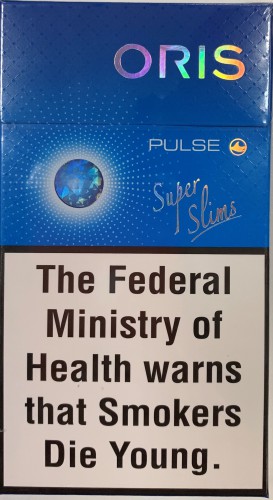 ORIS
PULSE
Super
Slims
The Federal
Ministry of
Health warns
that Smokers
Die Young.